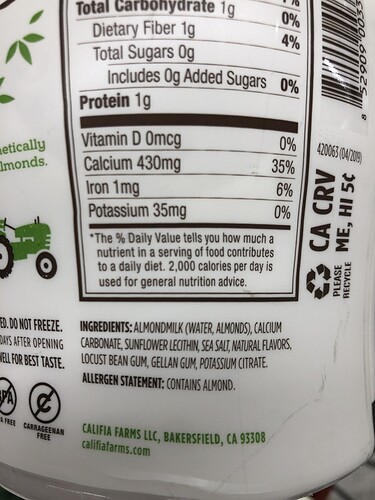 Total Carbohydrate 1g 0%
Dietary Fiber 1g 4%
Total Sugars 0g
Includes 0g Added Sugars 0%
Protein 1g
Vitamin D 0mcg 0%
Calcium 430mg 35%
Iron 1mg 6%
Potassium 35mg 0%
*The % Daily Value tells you how much a
nutrient in a serving of food contributes
to a daily diet. 2,000 calories per day is
used for general nutrition advice.
etically
lmonds.
ED. DO NOT FREEZE.
DAYS AFTER OPENING
WELL FOR BEST TASTE.
BPA
A FREE
C
CARRAGEENAN
FREE
INGREDIENTS: ALMONDMILK (WATER, ALMONDS), CALCIUM
CARBONATE, SUNFLOWER LECITHIN, SEA SALT, NATURAL FLAVORS,
LOCUST BEAN GUM, GELLAN GUM, POTASSIUM CITRATE.
ALLERGEN STATEMENT: CONTAINS ALMOND.
CALIFIA FARMS LLC, BAKERSFIELD, CA 93308
califiafarms.com
420063 (04/2019)
CA CRV
ME, HI 5¢
PLEASE
RECYCLE